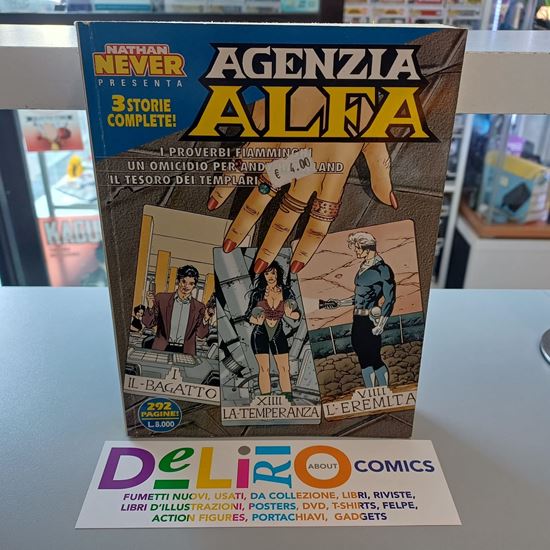 NATHAN
NEVER
PRESENTA
3 STORIE
COMPLETE!
AGENZIA
ALFA
I PROVERBI FIAMMINGHI
UN OMICIDIO PER
IL TESORO DEI TEMPLARI
€ 4.00
I
IL·BAGATTO
XIIII
LA·TEMPERANZA
VIIII
L'EREMITA
292
PAGINE!
L. 8.000
DeLiRIO ABOUT COMICS
FUMETTI NUOVI, USATI, DA COLLEZIONE, LIBRI, RIVISTE,
LIBRI D'ILLUSTRAZIONI, POSTERS, DVD, T-SHIRTS, FELPE,
ACTION FIGURES, PORTACHIAVI, GADGETS